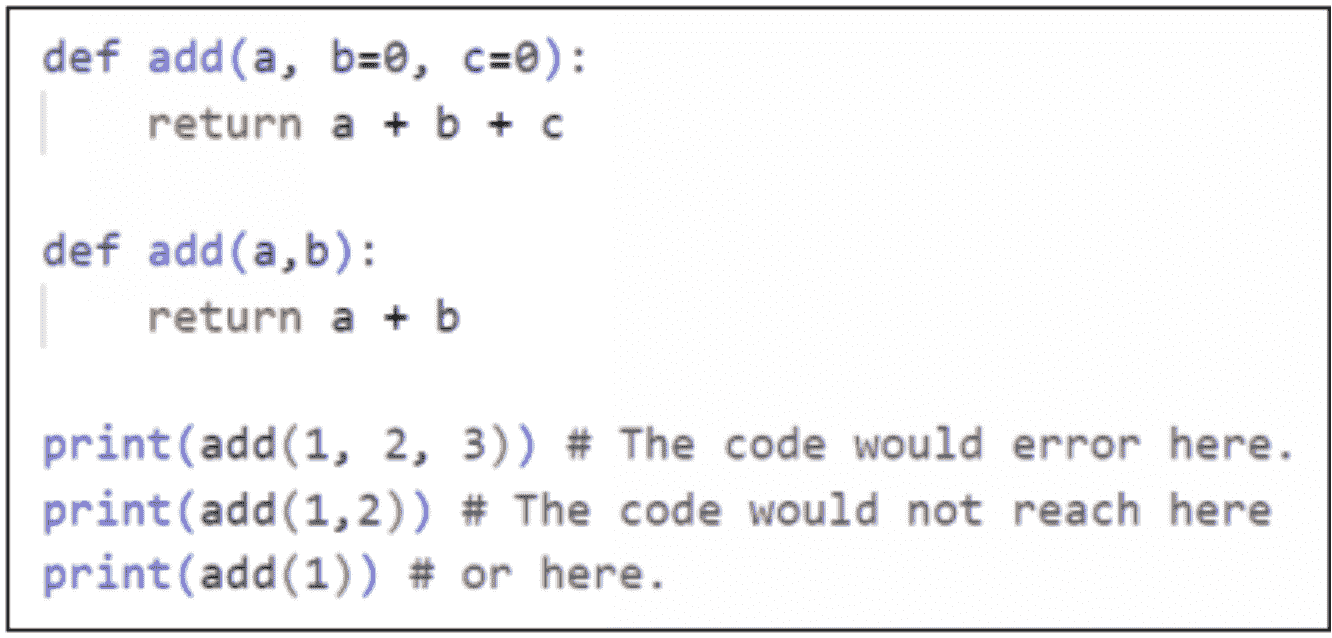 def add(a, b=0, c=0):
    return a + b + c
def add(a,b):
    return a + b
print(add(1, 2, 3)) # The code would error here.
print(add(1,2)) # The code would not reach here
print(add(1)) # or here.